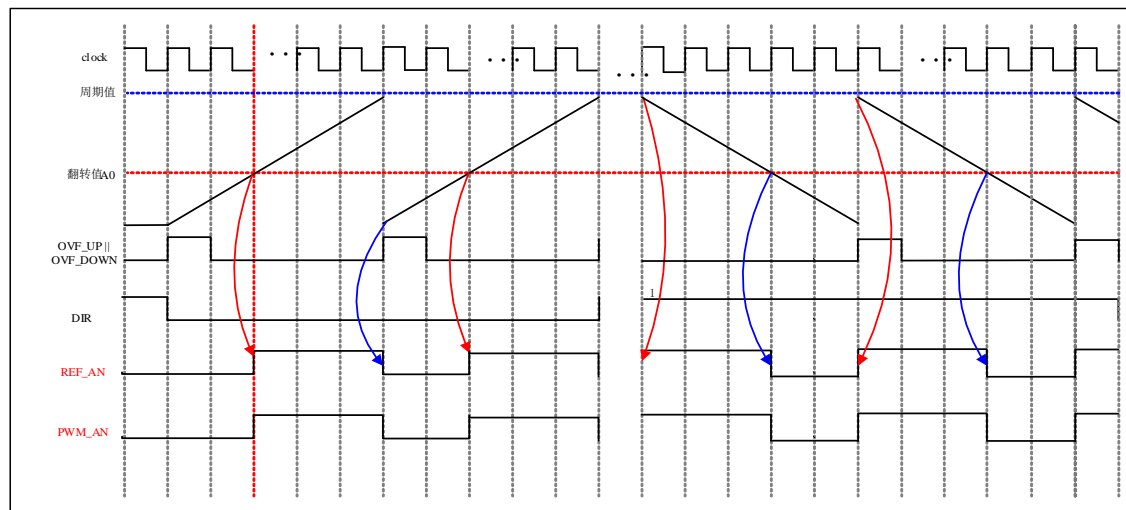 clock
周期值
翻转值A0
OVF_UP ||
OVF_DOWN
1
DIR
REF_AN
PWM_AN